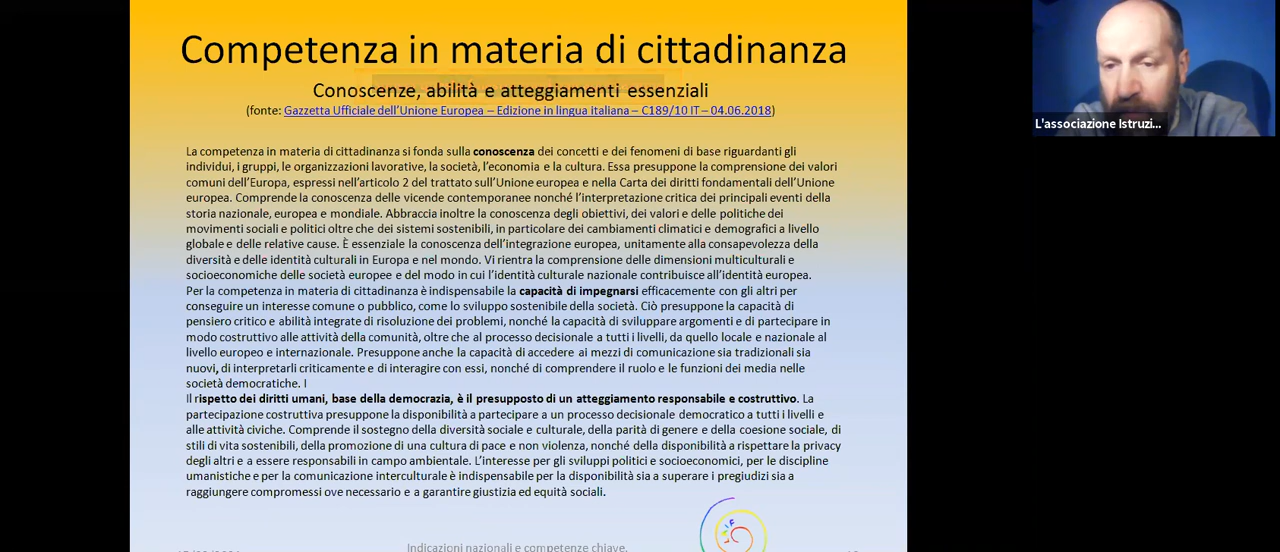 Competenza in materia di cittadinanza
Conoscenze, abilità e atteggiamenti essenziali
(fonte: Gazzetta Ufficiale dell'Unione Europea – Edizione in lingua italiana – C189/10 IT – 04.06.2018)
La competenza in materia di cittadinanza si fonda sulla conoscenza dei concetti e dei fenomeni di base riguardanti gli
individui, i gruppi, le organizzazioni lavorative, la società, l'economia e la cultura. Essa presuppone la comprensione dei valori
comuni dell'Europa, espressi nell'articolo 2 del trattato sull'Unione europea e nella Carta dei diritti fondamentali dell'Unione
europea. Comprende la conoscenza delle vicende contemporanee nonché l'interpretazione critica dei principali eventi della
storia nazionale, europea e mondiale. Abbraccia inoltre la conoscenza degli obiettivi, dei valori e delle politiche dei
movimenti sociali e politici oltre che dei sistemi sostenibili, in particolare dei cambiamenti climatici e demografici a livello
globale e delle relative cause. È essenziale la conoscenza dell'integrazione europea, unitamente alla consapevolezza della
diversità e delle identità culturali in Europa e nel mondo. Vi rientra la comprensione delle dimensioni multiculturali e
socioeconomiche delle società europee e del modo in cui l'identità culturale nazionale contribuisce all'identità europea.
Per la competenza in materia di cittadinanza è indispensabile la capacità di impegnarsi efficacemente con gli altri per
conseguire un interesse comune o pubblico, come lo sviluppo sostenibile della società. Ciò presuppone la capacità di
pensiero critico e abilità integrate di risoluzione dei problemi, nonché la capacità di sviluppare argomenti e di partecipare in
modo costruttivo alle attività della comunità, oltre che al processo decisionale a tutti i livelli, da quello locale e nazionale al
livello europeo e internazionale. Presuppone anche la capacità di accedere ai mezzi di comunicazione sia tradizionali sia
nuovi, di interpretarli criticamente e di interagire con essi, nonché di comprendere il ruolo e le funzioni dei media nelle
società democratiche. I
Il rispetto dei diritti umani, base della democrazia, è il presupposto di un atteggiamento responsabile e costruttivo. La
partecipazione costruttiva presuppone la disponibilità a partecipare a un processo decisionale democratico a tutti i livelli e
alle attività civiche. Comprende il sostegno della diversità sociale e culturale, della parità di genere e della coesione sociale, di
stili di vita sostenibili, della promozione di una cultura di pace e non violenza, nonché della disponibilità a rispettare la privacy
degli altri e a essere responsabili in campo ambientale. L'interesse per gli sviluppi politici e socioeconomici, per le discipline
umanistiche e per la comunicazione interculturale è indispensabile per la disponibilità sia a superare i pregiudizi sia a
raggiungere compromessi ove necessario e a garantire giustizia ed equità sociali.
Indicazioni nazionali e competenze chiave.
L'associazione Istruzi...